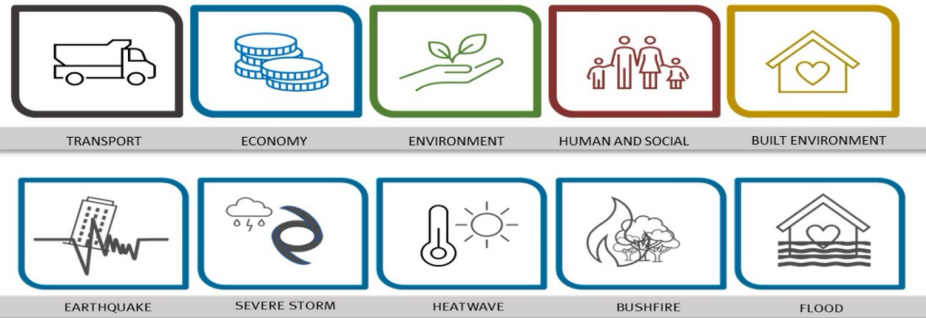 TRANSPORT
ECONOMY
ENVIRONMENT
HUMAN AND SOCIAL
BUILT ENVIRONMENT
EARTHQUAKE
SEVERE STORM
HEATWAVE
BUSHFIRE
FLOOD